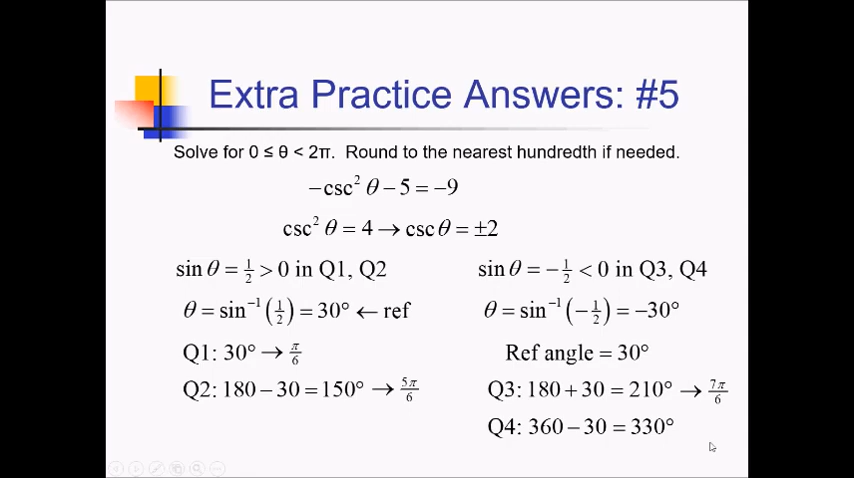 Extra Practice Answers: #5
Solve for 0 ≤ θ < 2π. Round to the nearest hundredth if needed.
−csc² θ − 5 = −9
csc² θ = 4 → csc θ = ±2
sin θ = 1/2 > 0 in Q1, Q2
θ = sin⁻¹(1/2) = 30° ← ref
Q1: 30° → π/6
Q2: 180 − 30 = 150° → 5π/6
sin θ = −1/2 < 0 in Q3, Q4
θ = sin⁻¹(−1/2) = −30°
Ref angle = 30°
Q3: 180 + 30 = 210° → 7π/6
Q4: 360 − 30 = 330°